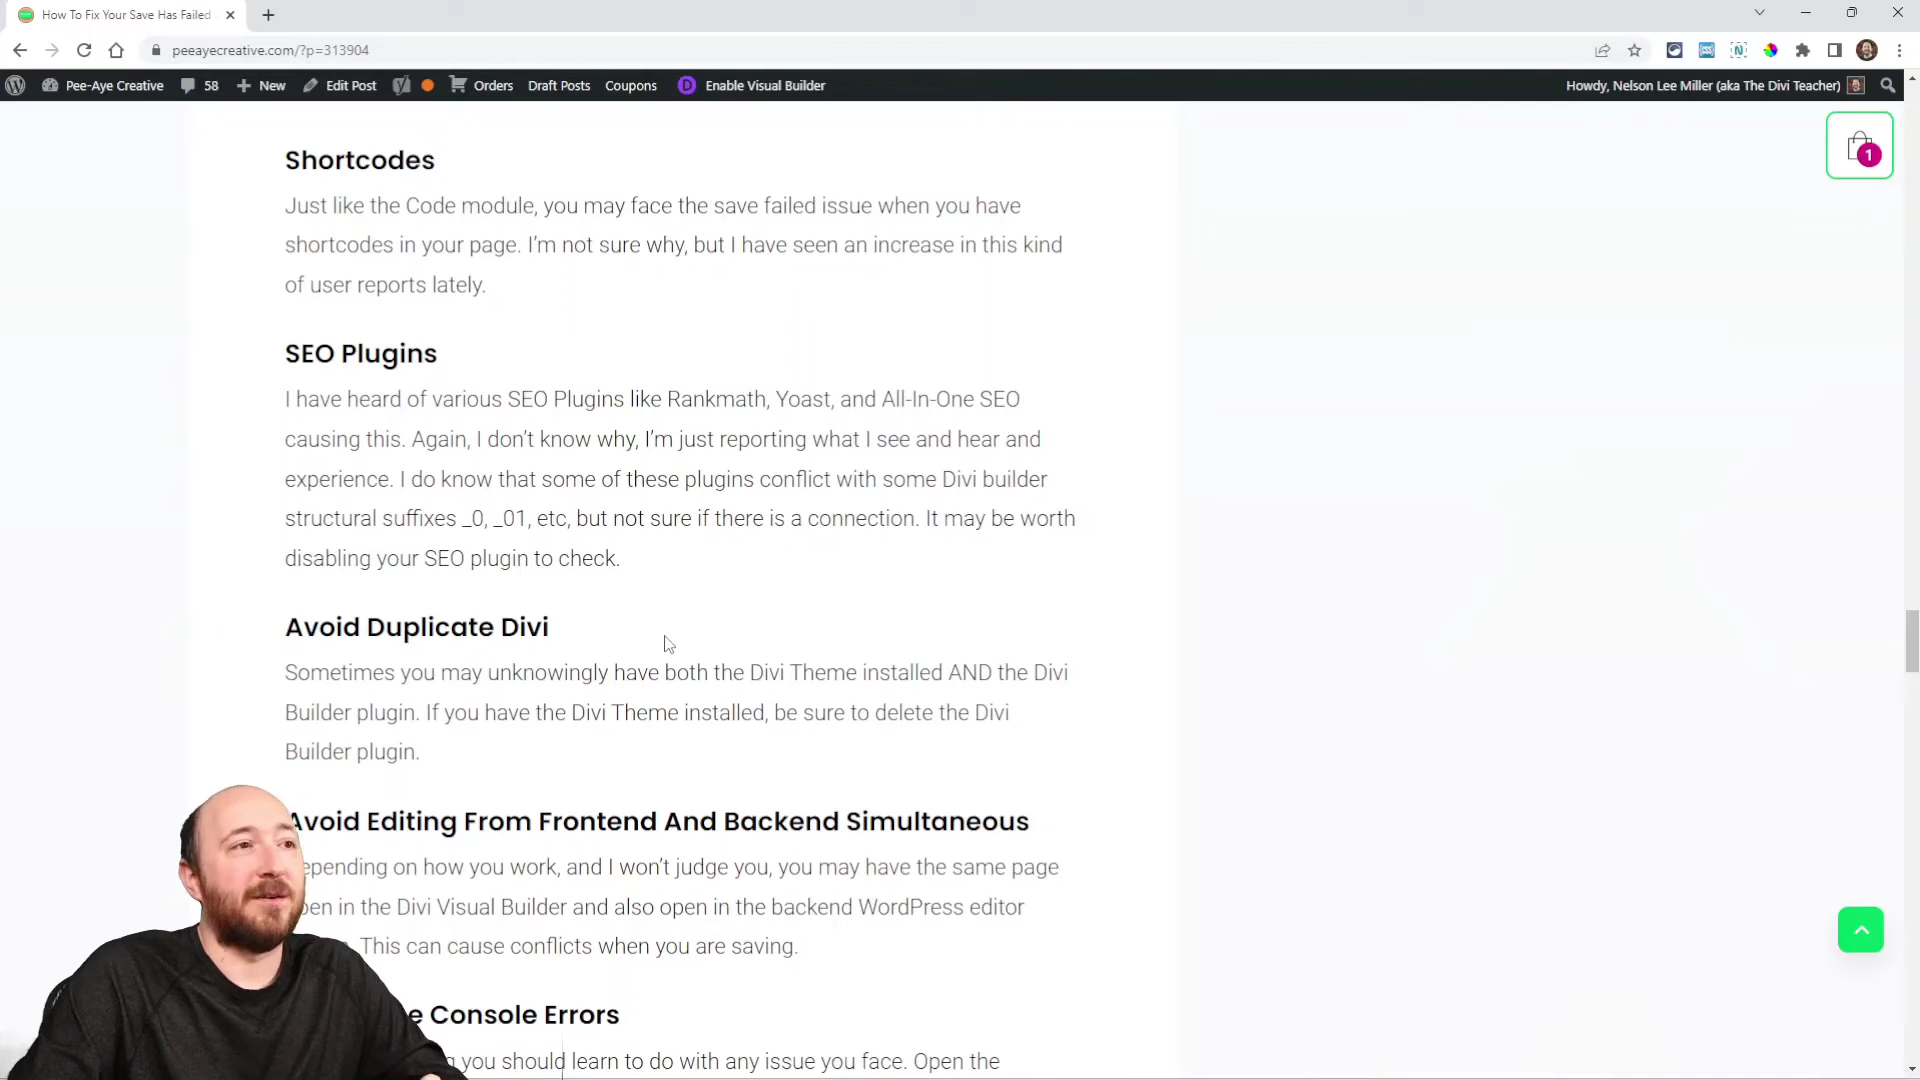 How To Fix Your Save Has Failed
peeayecreative.com/?p=313904
Pee-Aye Creative 58 New Edit Post Orders Draft Posts Coupons D Enable Visual Builder Howdy, Nelson Lee Miller (aka The Divi Teacher)
1
Shortcodes
Just like the Code module, you may face the save failed issue when you have
shortcodes in your page. I'm not sure why, but I have seen an increase in this kind
of user reports lately.
SEO Plugins
I have heard of various SEO Plugins like Rankmath, Yoast, and All-In-One SEO
causing this. Again, I don't know why, I'm just reporting what I see and hear and
experience. I do know that some of these plugins conflict with some Divi builder
structural suffixes _0, _01, etc, but not sure if there is a connection. It may be worth
disabling your SEO plugin to check.
Avoid Duplicate Divi
Sometimes you may unknowingly have both the Divi Theme installed AND the Divi
Builder plugin. If you have the Divi Theme installed, be sure to delete the Divi
Builder plugin.
Avoid Editing From Frontend And Backend Simultaneous
epending on how you work, and I won't judge you, you may have the same page
pen in the Divi Visual Builder and also open in the backend WordPress editor
This can cause conflicts when you are saving.
e Console Errors
g you should learn to do with any issue you face. Open the